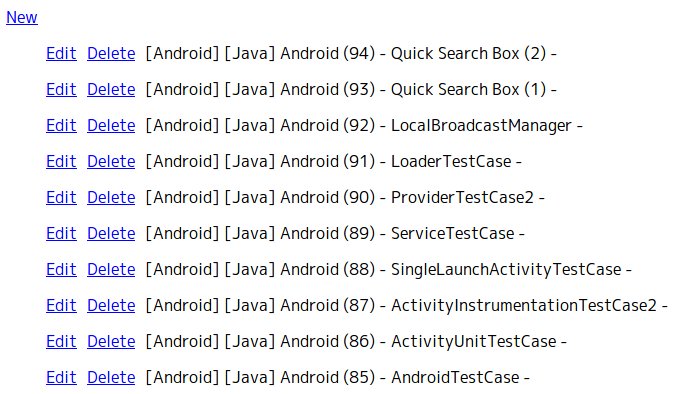 New
Edit Delete [Android] [Java] Android (94) - Quick Search Box (2) -
Edit Delete [Android] [Java] Android (93) - Quick Search Box (1) -
Edit Delete [Android] [Java] Android (92) - LocalBroadcastManager -
Edit Delete [Android] [Java] Android (91) - LoaderTestCase -
Edit Delete [Android] [Java] Android (90) - ProviderTestCase2 -
Edit Delete [Android] [Java] Android (89) - ServiceTestCase -
Edit Delete [Android] [Java] Android (88) - SingleLaunchActivityTestCase -
Edit Delete [Android] [Java] Android (87) - ActivityInstrumentationTestCase2 -
Edit Delete [Android] [Java] Android (86) - ActivityUnitTestCase -
Edit Delete [Android] [Java] Android (85) - AndroidTestCase -